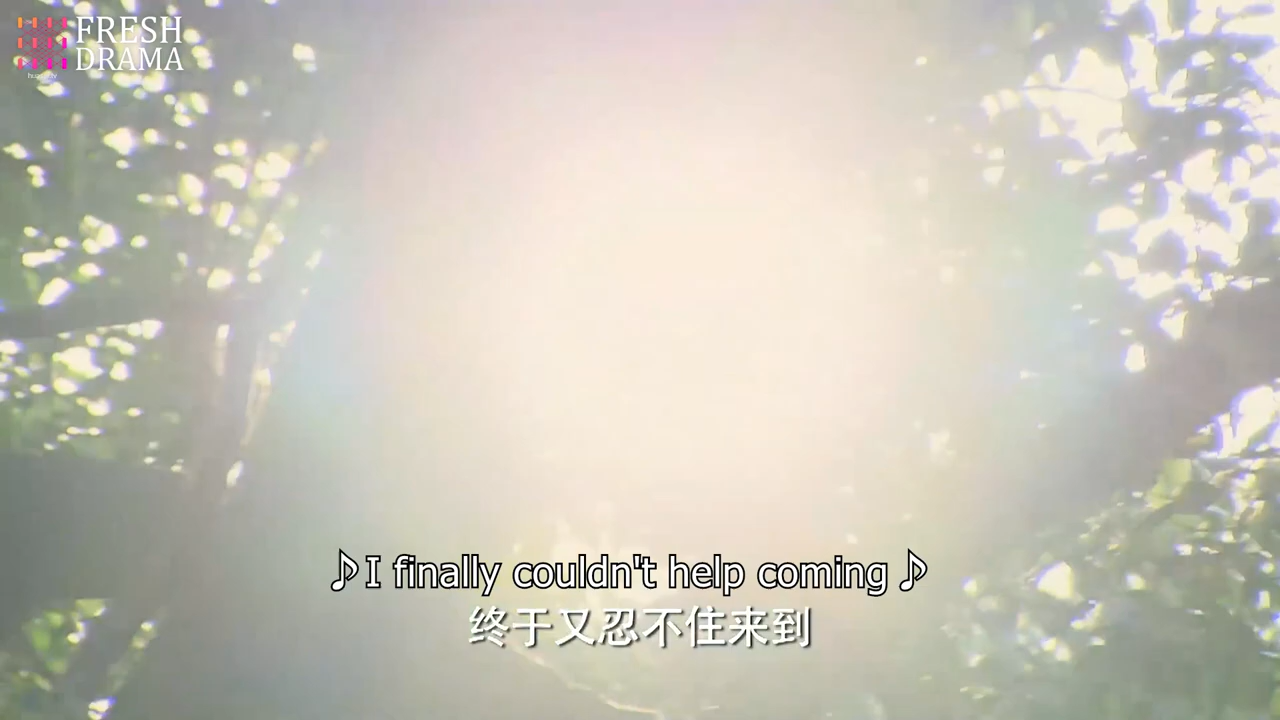 FRESH
DRAMA
♪I finally couldn't help coming♪
终于又忍不住来到